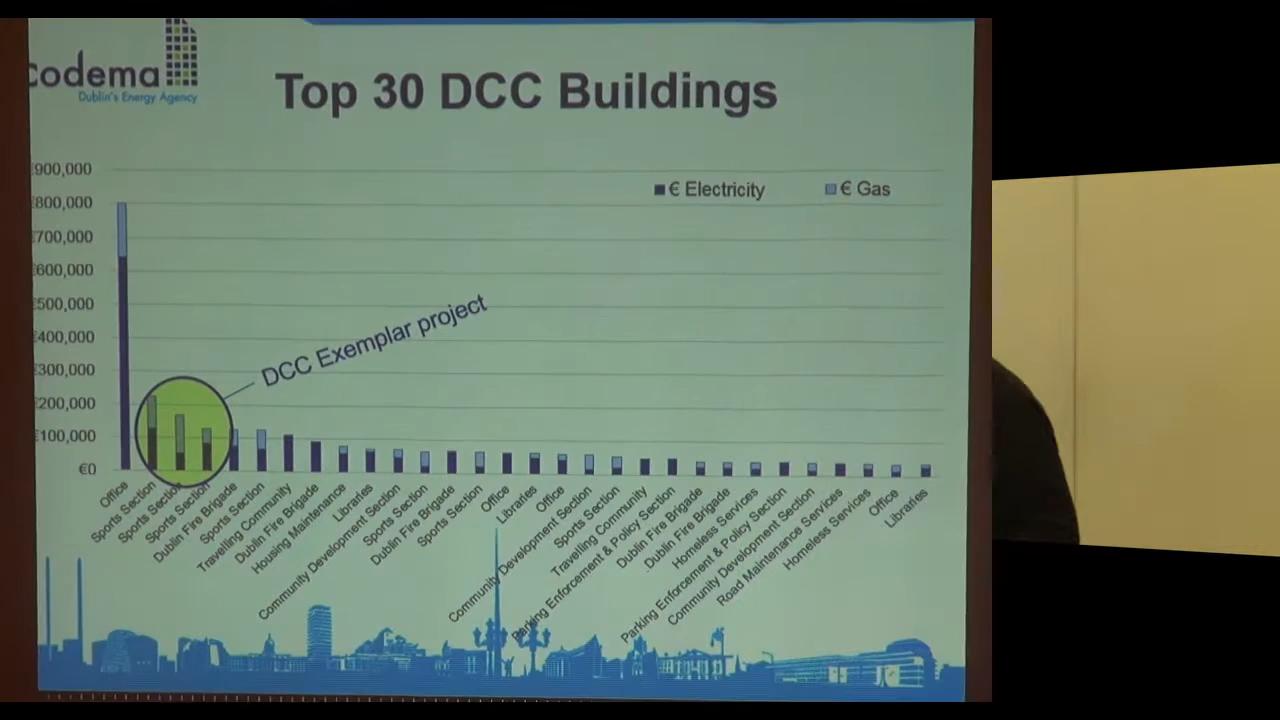 codema
Dublin's Energy Agency
Top 30 DCC Buildings
€900,000
€800,000
€700,000
€600,000
€500,000
€400,000
€300,000
€200,000
€100,000
€0
€ Electricity
€ Gas
DCC Exemplar project
Office
Sports Section
Sports Section
Sports Section
Dublin Fire Brigade
Sports Section
Travelling Community
Dublin Fire Brigade
Housing Maintenance
Libraries
Community Development Section
Sports Section
Dublin Fire Brigade
Sports Section
Office
Libraries
Office
Community Development Section
Sports Section
Travelling Community
Parking Enforcement & Policy Section
Dublin Fire Brigade
Dublin Fire Brigade
Homeless Services
Parking Enforcement & Policy Section
Community Development Section
Road Maintenance Services
Homeless Services
Office
Libraries